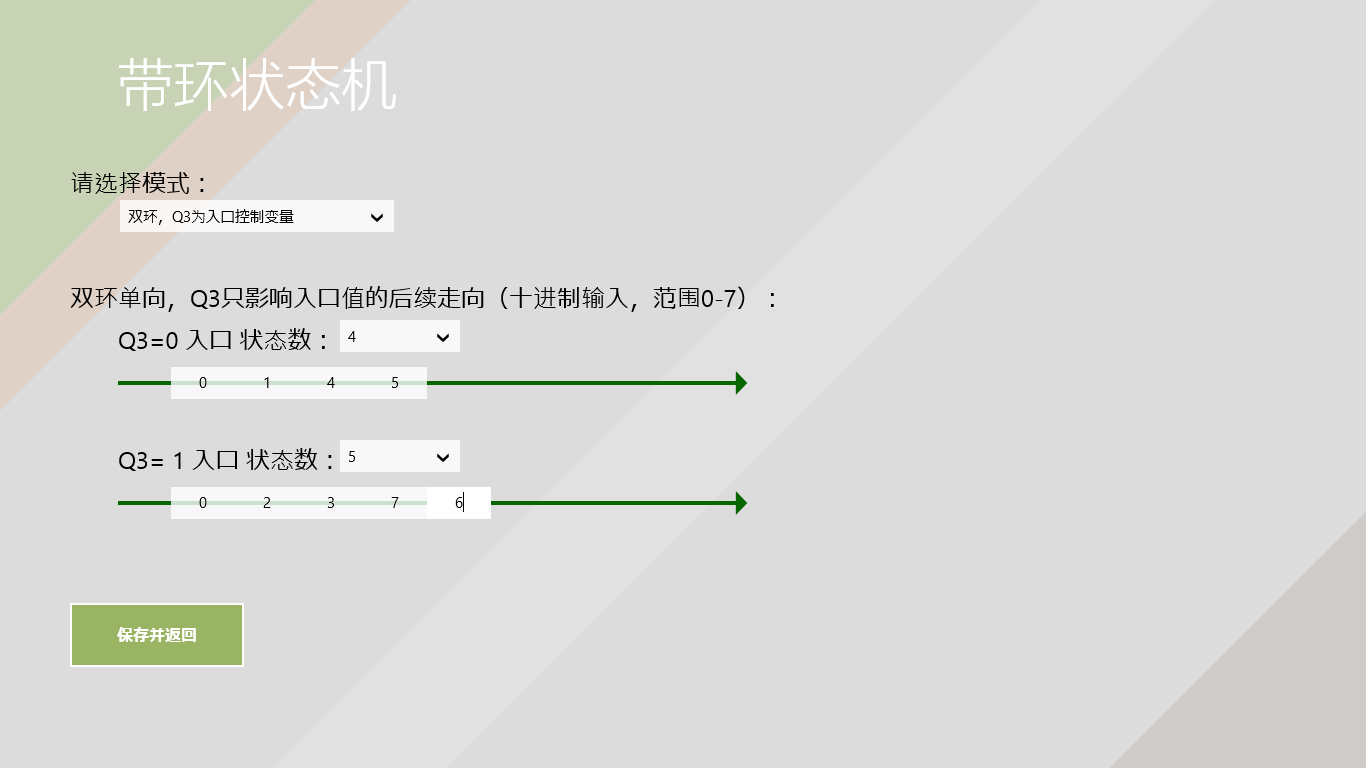 带环状态机
请选择模式：
双环，Q3为入口控制变量
双环单向，Q3只影响入口值的后续走向（十进制输入，范围0-7）：
Q3=0 入口 状态数： 4
0 1 4 5
Q3= 1 入口 状态数： 5
0 2 3 7 6
保存并返回